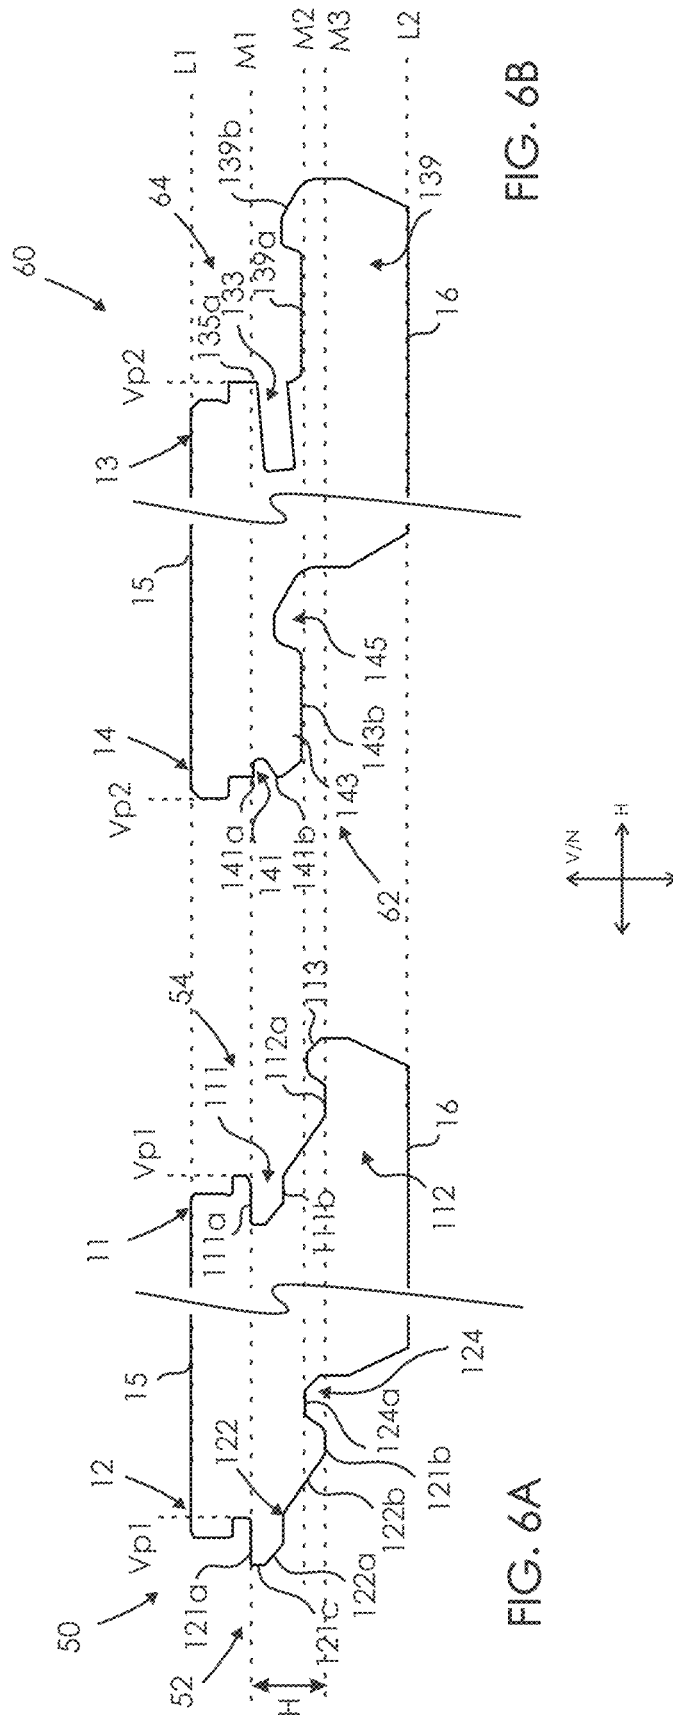 60
64
L1
M1
M2
M3
L2
Vp2
13
135a
133
139a
139b
139
16
15
14
Vp2
141a
141
141b
143
143b
145
62
FIG. 6B
V/N
H
50
52
54
12
Vp1
15
11
Vp1
111
111a
111b
112a
113
112
16
121a
122
121c
122a
122b
121b
124a
124
H
FIG. 6A